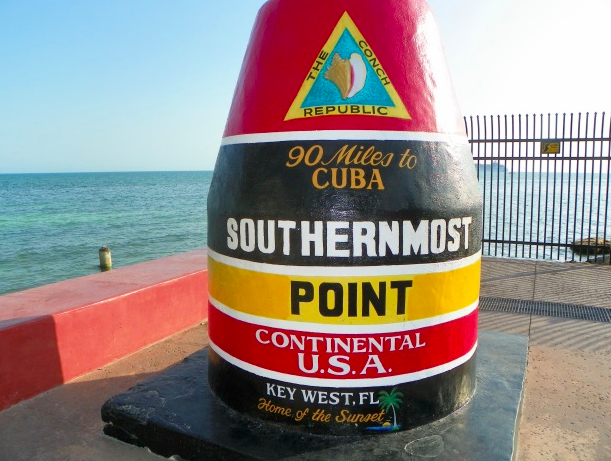 THE CONCH
REPUBLIC
90 Miles to
CUBA
SOUTHERNMOST
POINT
CONTINENTAL
U.S.A.
KEY WEST, FL
Home of the Sunset